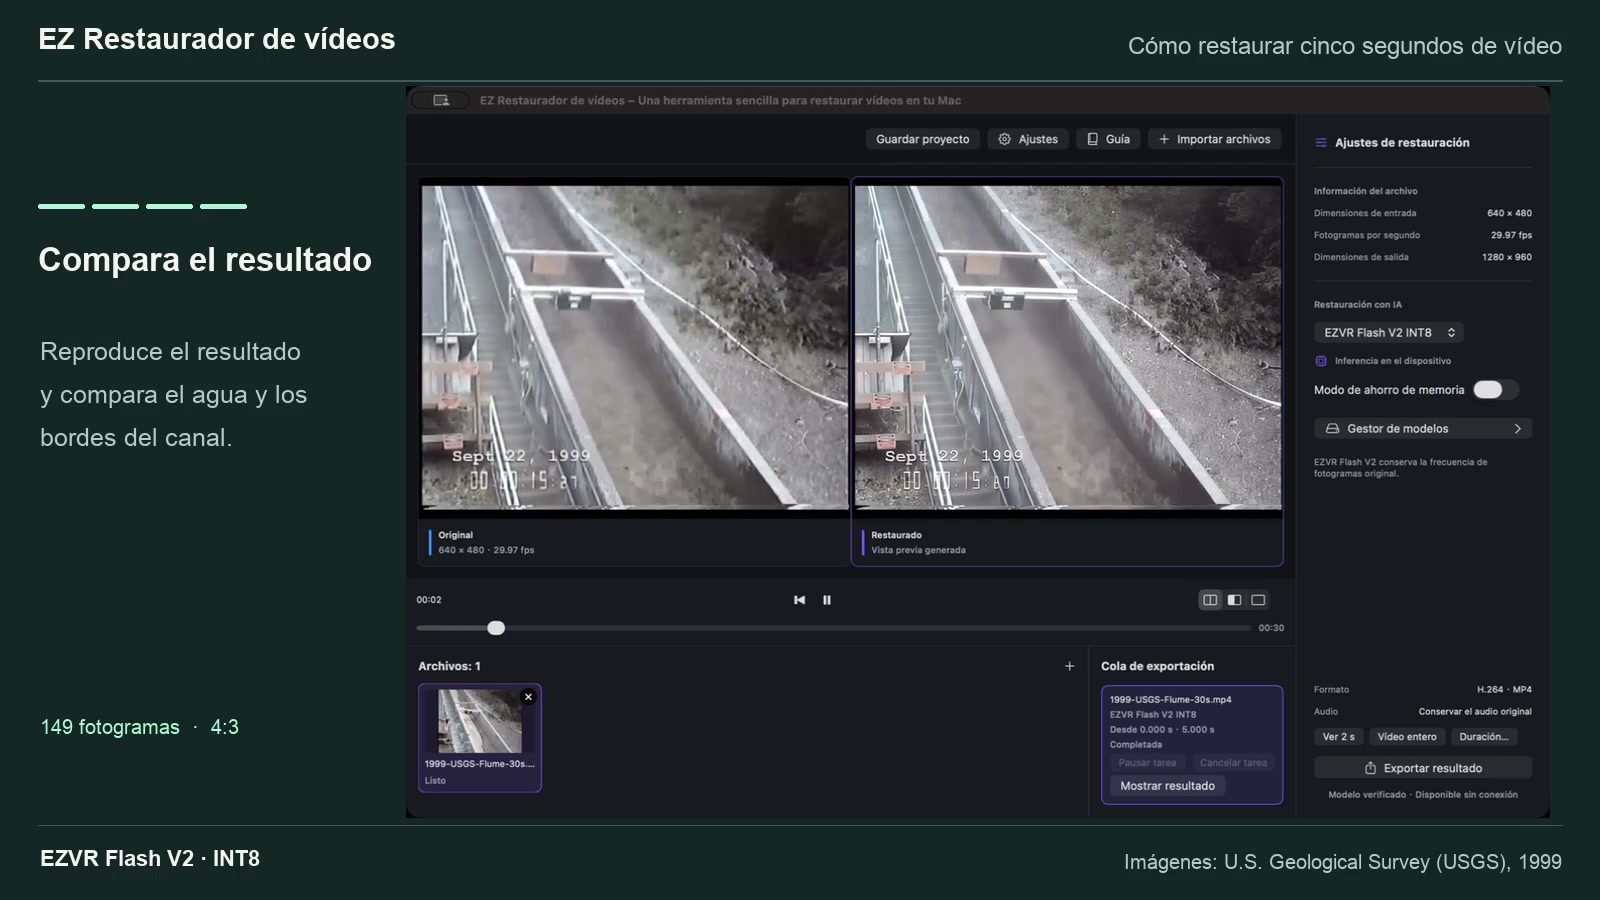 EZ Restaurador de vídeos
Cómo restaurar cinco segundos de vídeo
Compara el resultado
Reproduce el resultado
y compara el agua y los
bordes del canal.
149 fotogramas · 4:3
EZ Restaurador de vídeos – Una herramienta sencilla para restaurar vídeos en tu Mac
Guardar proyecto
Ajustes
Guía
Importar archivos
Sept 22, 1999
Sept 22, 1999
Original
640 × 480 · 29.97 fps
Restaurado
Vista previa generada
00:02
00:30
Archivos: 1
1999-USGS-Flume-30s....
Listo
Cola de exportación
1999-USGS-Flume-30s.mp4
EZVR Flash V2 INT8
Desde 0.000 s · 5.000 s
Completada
Pausar tarea
Cancelar tarea
Mostrar resultado
Ajustes de restauración
Información del archivo
Dimensiones de entrada 640 × 480
Fotogramas por segundo 29.97 fps
Dimensiones de salida 1280 × 960
Restauración con IA
EZVR Flash V2 INT8
Inferencia en el dispositivo
Modo de ahorro de memoria
Gestor de modelos
EZVR Flash V2 conserva la frecuencia de
fotogramas original.
Formato H.264 · MP4
Audio Conservar el audio original
Ver 2 s
Vídeo entero
Duración...
Exportar resultado
Modelo verificado · Disponible sin conexión
EZVR Flash V2 · INT8
Imágenes: U.S. Geological Survey (USGS), 1999